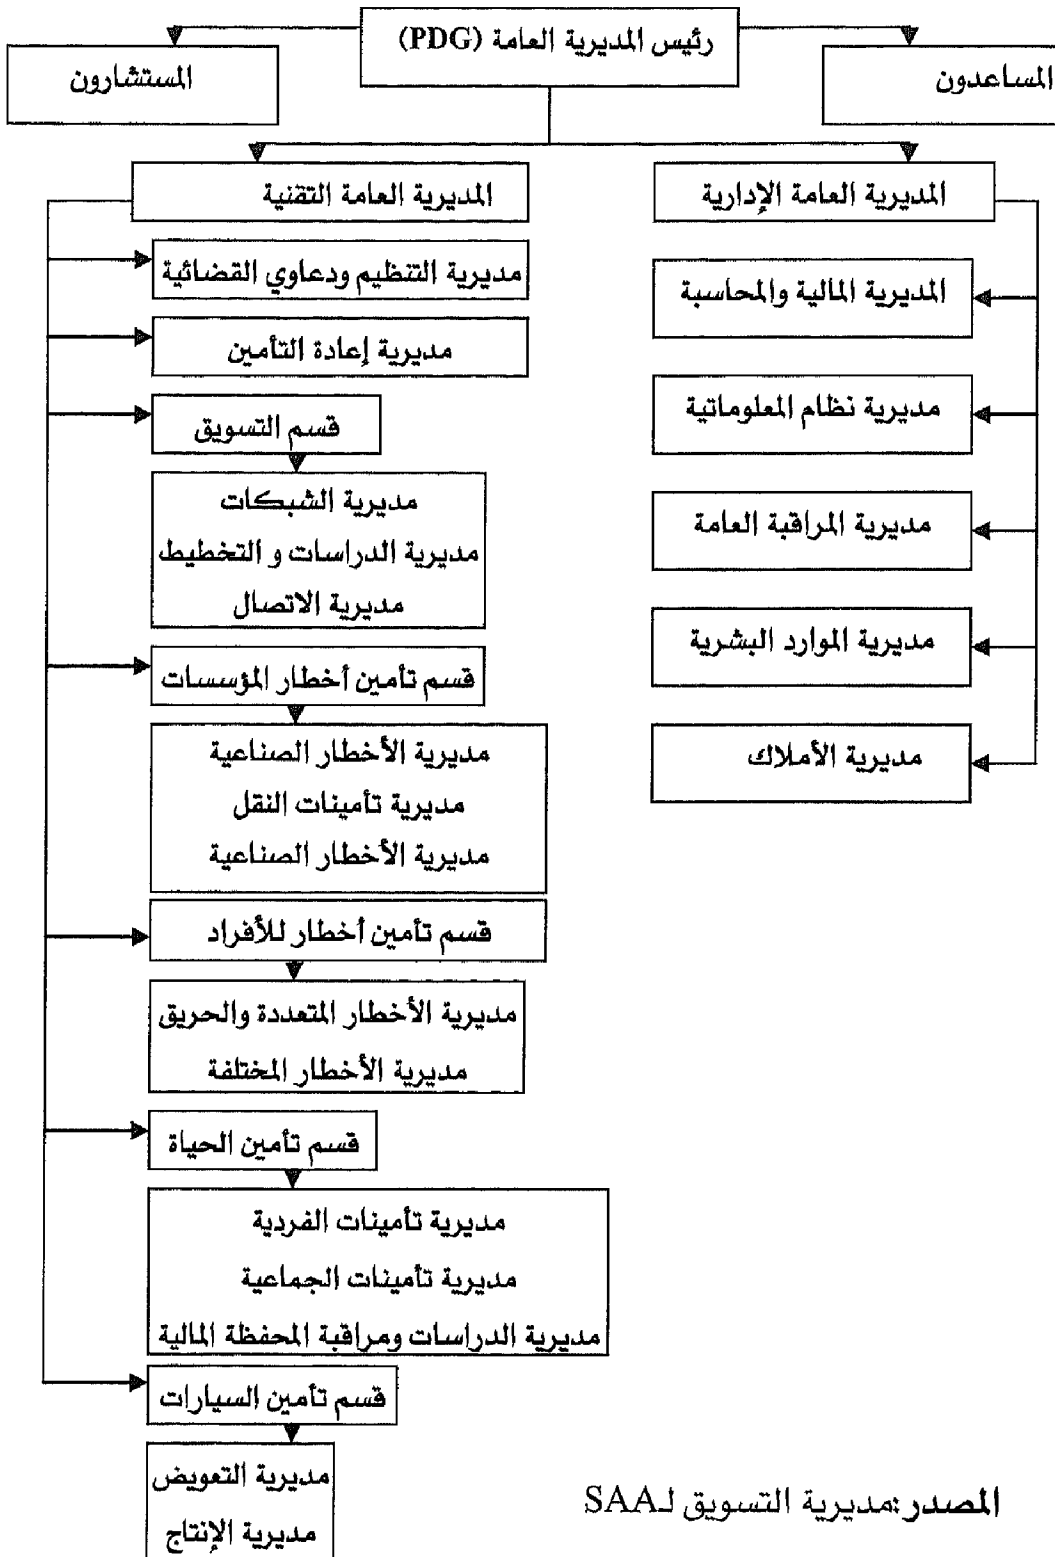 رئيس المديرية العامة (PDG)
المساعدون
المستشارون
المديرية العامة الإدارية
المديرية المالية والمحاسبة
مديرية نظام المعلوماتية
مديرية المراقبة العامة
مديرية الموارد البشرية
مديرية الأملاك
المديرية العامة التقنية
مديرية التنظيم ودعاوي القضائية
مديرية إعادة التأمين
قسم التسويق
مديرية الشبكات
مديرية الدراسات و التخطيط
مديرية الاتصال
قسم تأمين أخطار المؤسسات
مديرية الأخطار الصناعية
مديرية تأمينات النقل
مديرية الأخطار الصناعية
قسم تأمين أخطار للأفراد
مديرية الأخطار المتعددة والحريق
مديرية الأخطار المختلفة
قسم تأمين الحياة
مديرية تأمينات الفردية
مديرية تأمينات الجماعية
مديرية الدراسات ومراقبة المحفظة المالية
قسم تأمين السيارات
مديرية التعويض
مديرية الإنتاج
المصدر:مديرية التسويق لـSAA